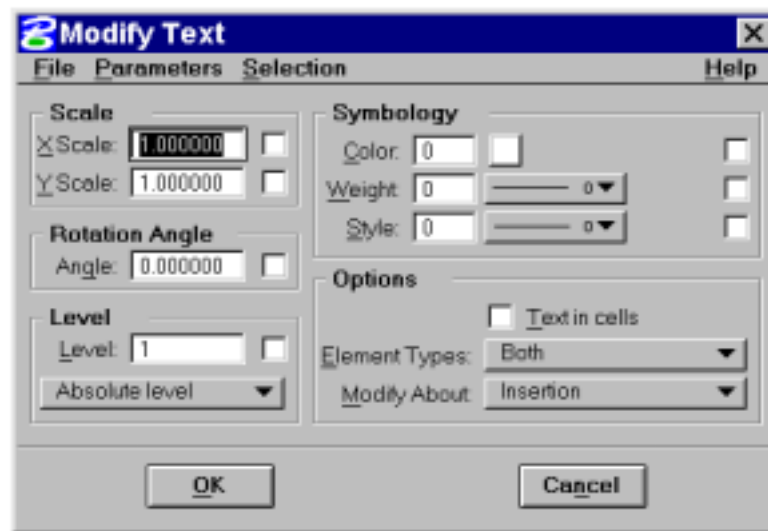 Modify Text
File Parameters Selection Help
Scale
X Scale: 1.000000
Y Scale: 1.000000
Rotation Angle
Angle: 0.000000
Level
Level: 1
Absolute level
Symbology
Color: 0
Weight: 0 0
Style: 0 0
Options
Text in cells
Element Types: Both
Modify About: Insertion
OK Cancel